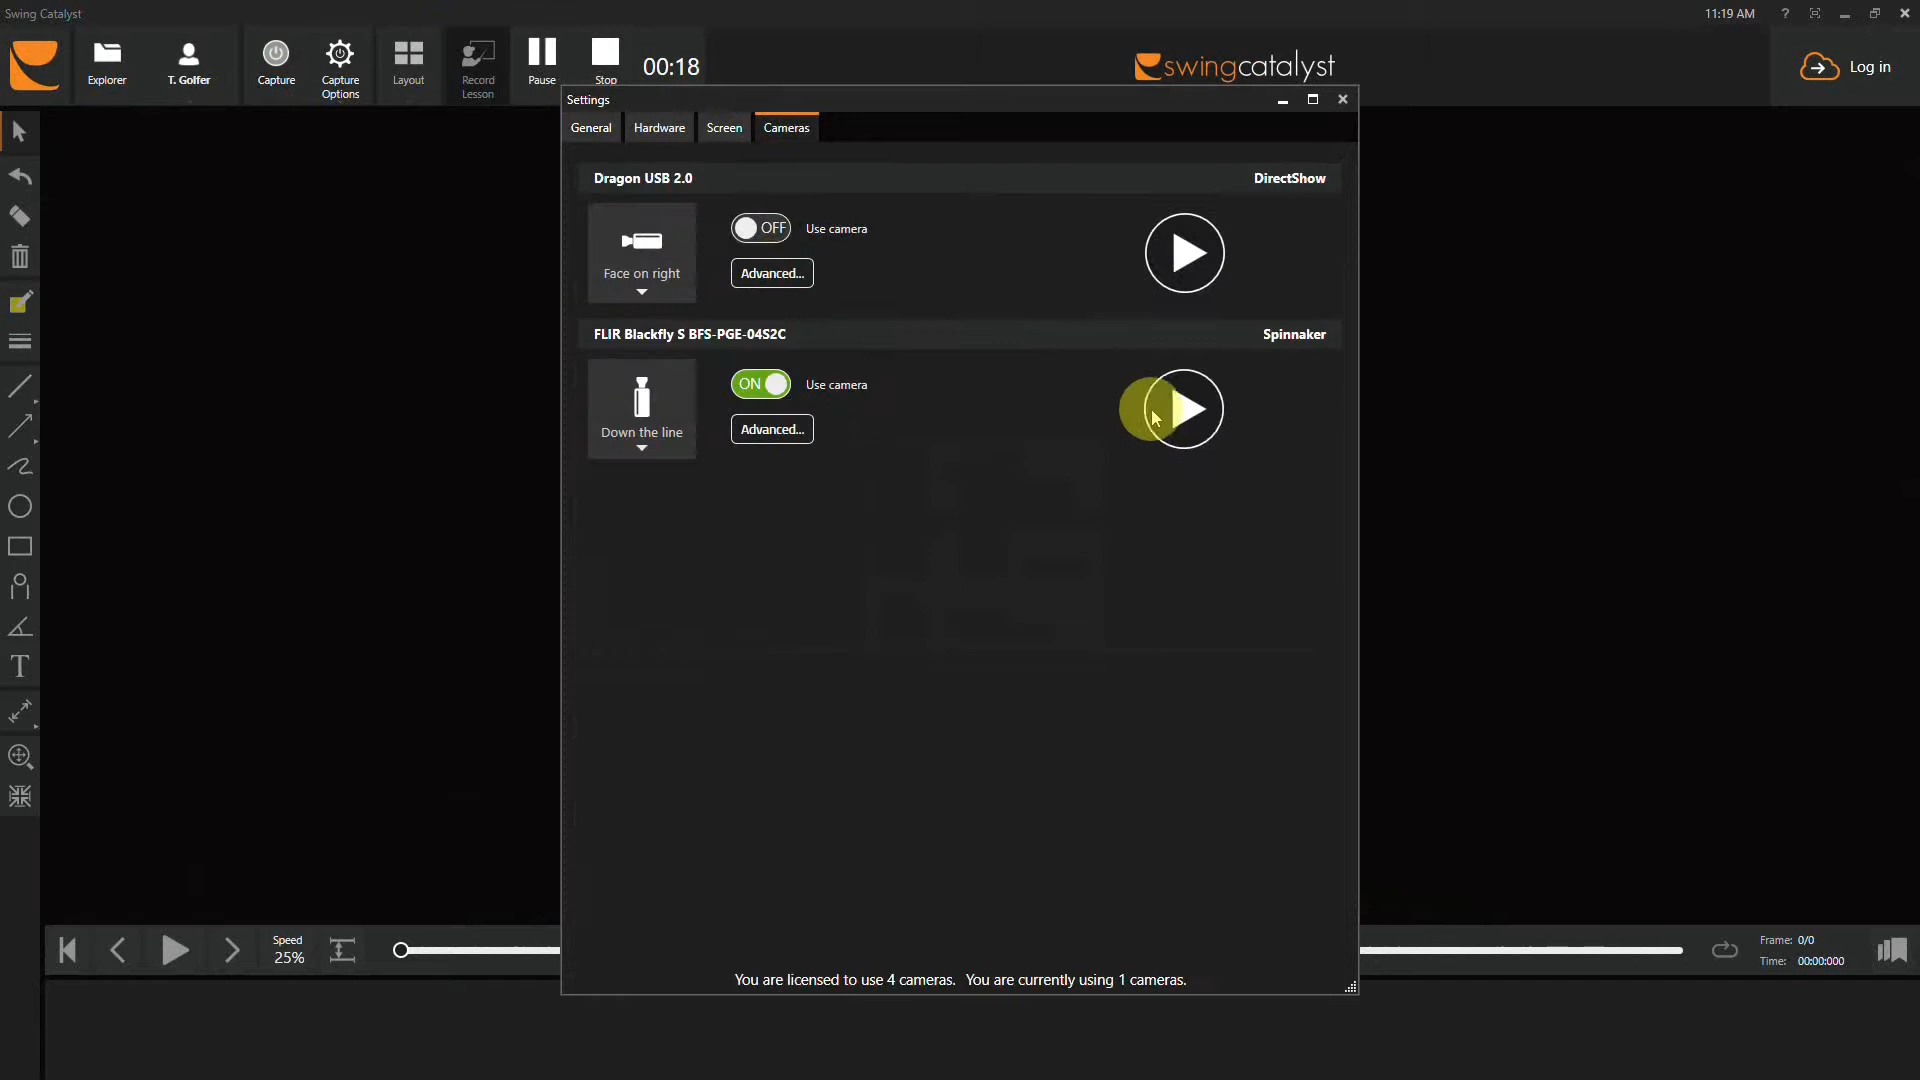 Swing Catalyst
11:19 AM
?
Explorer
T. Golfer
Capture
Capture
Options
Layout
Record
Lesson
Pause
Stop
00:18
swingcatalyst
Log in
Settings
General
Hardware
Screen
Cameras
Dragon USB 2.0
DirectShow
Face on right
OFF
Use camera
Advanced...
FLIR Blackfly S BFS-PGE-04S2C
Spinnaker
Down the line
ON
Use camera
Advanced...
T
Speed
25%
Frame: 0/0
Time: 00:00:000
You are licensed to use 4 cameras. You are currently using 1 cameras.